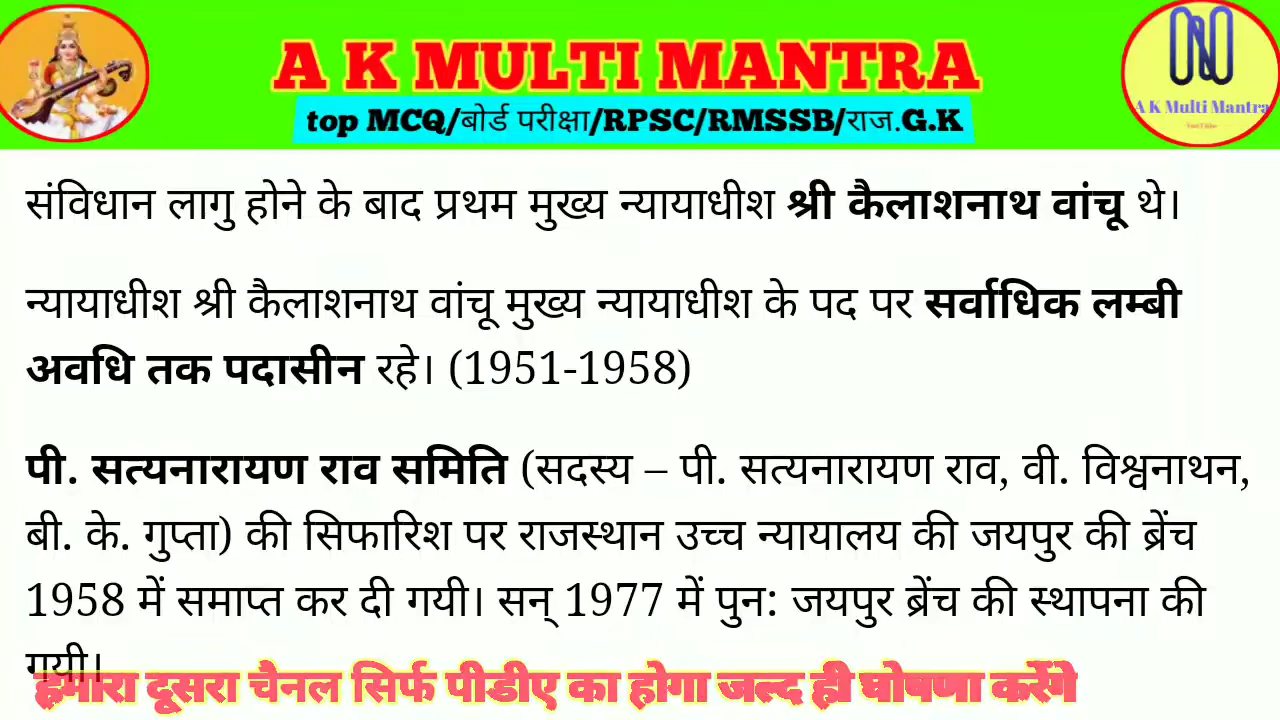 A K MULTI MANTRA
top MCQ/बोर्ड परीक्षा/RPSC/RMSSB/राज.G.K
A K Multi Mantra
संविधान लागु होने के बाद प्रथम मुख्य न्यायाधीश श्री कैलाशनाथ वांचू थे।
न्यायाधीश श्री कैलाशनाथ वांचू मुख्य न्यायाधीश के पद पर सर्वाधिक लम्बी
अवधि तक पदासीन रहे। (1951-1958)
पी. सत्यनारायण राव समिति (सदस्य – पी. सत्यनारायण राव, वी. विश्वनाथन,
बी. के. गुप्ता) की सिफारिश पर राजस्थान उच्च न्यायालय की जयपुर की ब्रेंच
1958 में समाप्त कर दी गयी। सन् 1977 में पुन: जयपुर ब्रेंच की स्थापना की
गयी।
हमारा दूसरा चैनल सिर्फ पीडीए का होगा जल्द ही घोषणा करेंगे